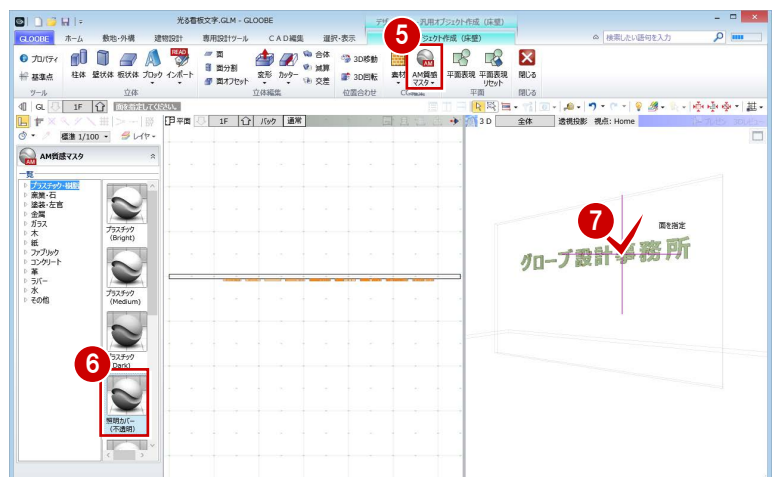 光る看板文字.GLM - GLOOBE
汎用オブジェクト作成 (床壁)
GLOOBE ホーム 敷地・外構 建物設計 専用設計ツール CAD編集 選択・表示
検索したい語句を入力
5
プロパティ
基準点
ツール
柱体 壁状体 板状体 ブロック インポート
READ
立体
面
面分割
面オフセット
変形 カッター
合体
減算
交差
立体編集
3D移動
3D回転
位置合わせ
素材 AM質感マスタ
平面表現 平面表現リセット
平面
閉じる
閉じる
GL 1F 面を指定してください。
平面 1F バック 通常
3D 全体 透視投影 視点: Home
標準 1/100 レイヤ
AM質感マスタ
一覧
プラスチック・樹脂
窯業・石
塗装・左官
金属
ガラス
木
紙
ファブリック
コンクリート
革
ラバー
水
その他
プラスチック
(Bright)
プラスチック
(Medium)
プラスチック
(Dark)
6
照明カバー
(不透明)
7
面を指定
グローブ設計事務所